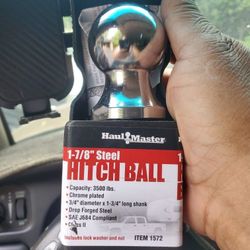 Haul Master
1-7/8" Steel
HITCH BALL
• Capacity: 3500 lbs.
• Chrome plated
• 3/4" diameter x 1-3/4" long shank
• Drop Forged Steel
• SAE J684 Compliant
• Class II
Includes lock washer and nut
ITEM 1572